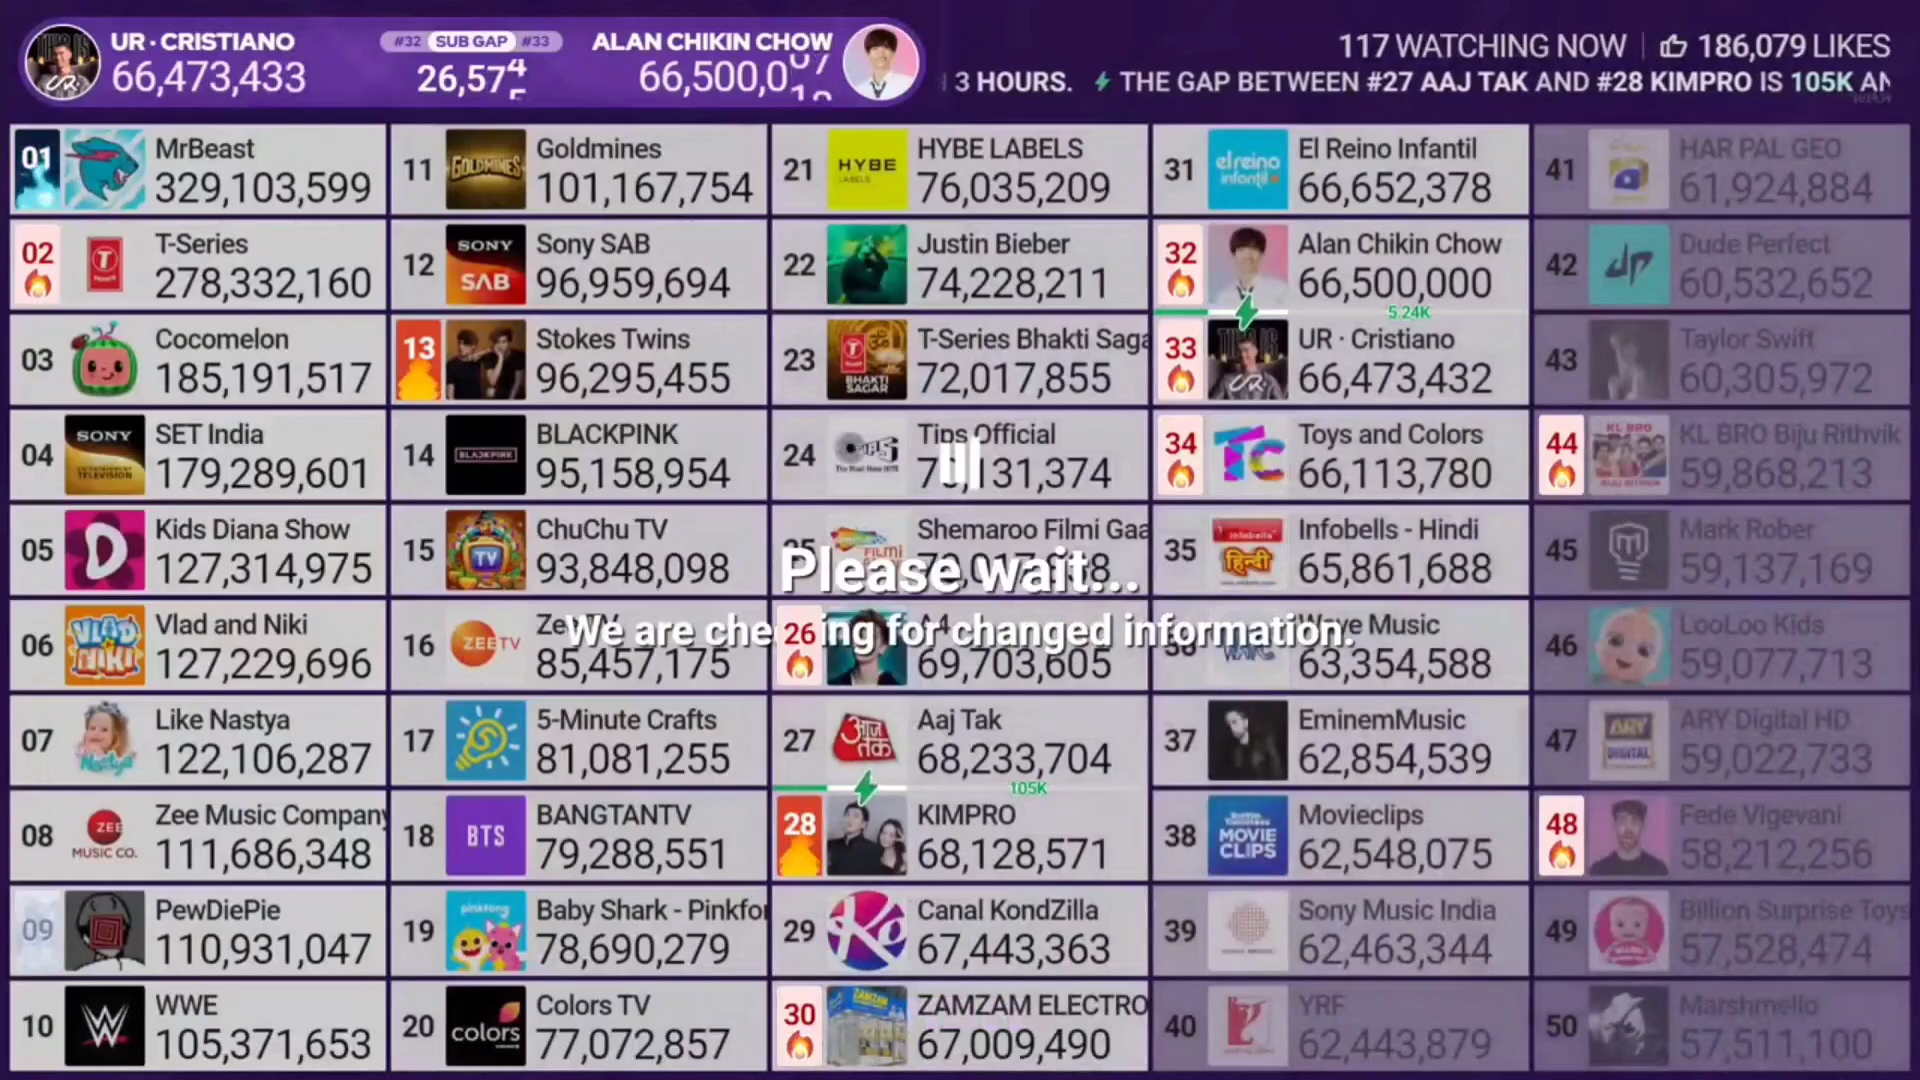 UR · CRISTIANO
66,473,433
#32 SUB GAP #33
26,57
ALAN CHIKIN CHOW
66,500,0
117 WATCHING NOW
186,079 LIKES
3 HOURS. THE GAP BETWEEN #27 AAJ TAK AND #28 KIMPRO IS 105K
01 MrBeast
329,103,599
02 T-Series
278,332,160
03 Cocomelon
185,191,517
04 SET India
179,289,601
05 Kids Diana Show
127,314,975
06 Vlad and Niki
127,229,696
07 Like Nastya
122,106,287
08 Zee Music Company
111,686,348
09 PewDiePie
110,931,047
10 WWE
105,371,653
11 Goldmines
101,167,754
12 Sony SAB
96,959,694
13 Stokes Twins
96,295,455
14 BLACKPINK
95,158,954
15 ChuChu TV
93,848,098
16 Zee TV
85,457,175
17 5-Minute Crafts
81,081,255
18 BANGTANTV
79,288,551
19 Baby Shark - Pinkfo
78,690,279
20 Colors TV
77,072,857
21 HYBE LABELS
76,035,209
22 Justin Bieber
74,228,211
23 T-Series Bhakti Saga
72,017,855
24 Tips Official
131,374
Shemaroo Filmi Gaa
Please wait...
We are checking for changed information.
26 A4
69,703,605
27 Aaj Tak
68,233,704
105K
28 KIMPRO
68,128,571
29 Canal KondZilla
67,443,363
30 ZAMZAM ELECTRO
67,009,490
31 El Reino Infantil
66,652,378
32 Alan Chikin Chow
66,500,000
5.24K
33 UR · Cristiano
66,473,432
34 Toys and Colors
66,113,780
35 Infobells - Hindi
65,861,688
Wave Music
63,354,588
37 EminemMusic
62,854,539
38 Movieclips
62,548,075
39 Sony Music India
62,463,344
40 YRF
62,443,879
41 HAR PAL GEO
61,924,884
42 Dude Perfect
60,532,652
43 Taylor Swift
60,305,972
44 KL BRO Biju Rithvik
59,868,213
45 Mark Rober
59,137,169
46 LooLoo Kids
59,077,713
47 ARY Digital HD
59,022,733
48 Fede Vigevani
58,212,256
49 Billion Surprise Toys
57,528,474
50 Marshmello
57,511,100